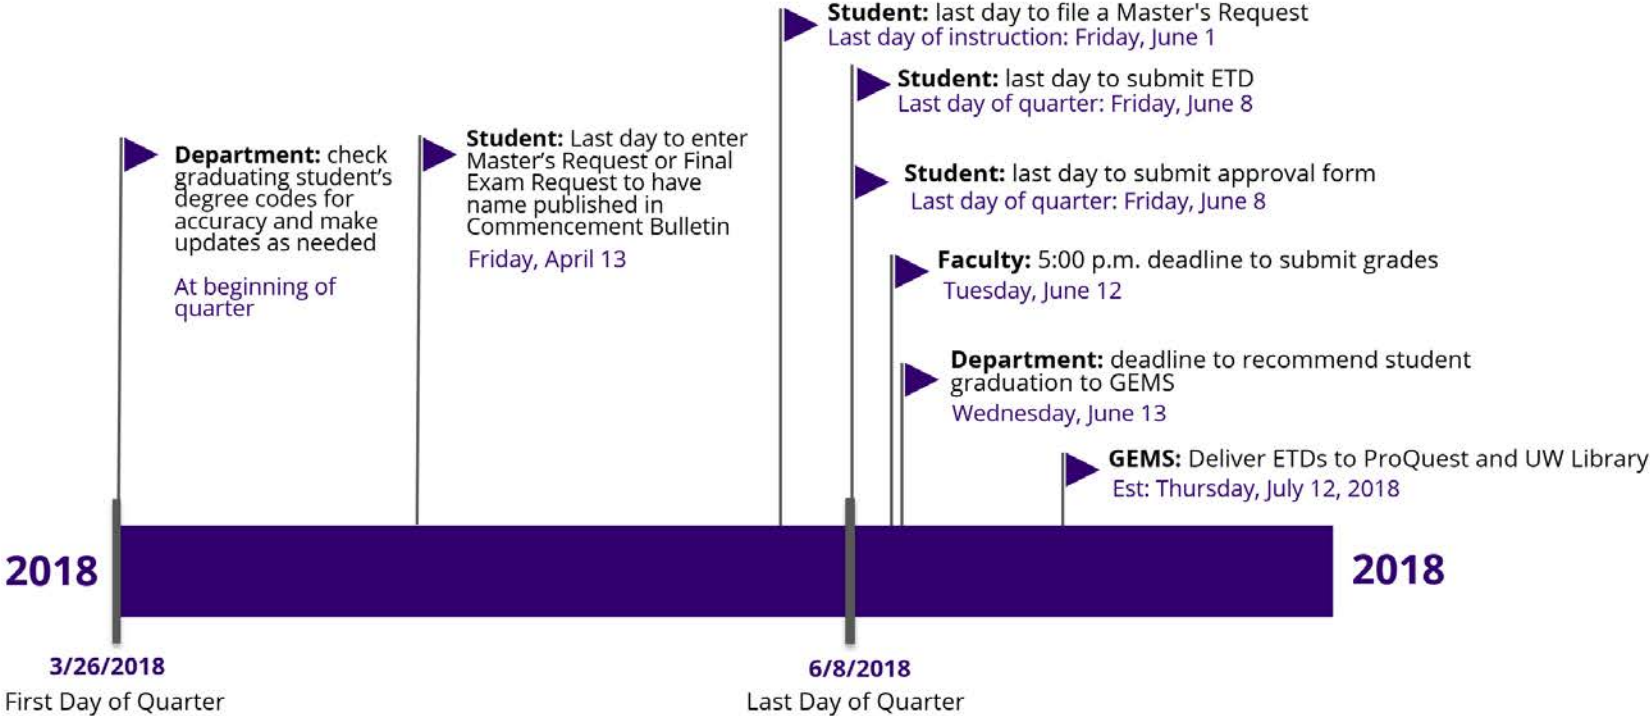 Student: last day to file a Master's Request
Last day of instruction: Friday, June 1
Student: last day to submit ETD
Last day of quarter: Friday, June 8
Department: check
graduating student's
degree codes for
accuracy and make
updates as needed
At beginning of
quarter
Student: Last day to enter
Master's Request or Final
Exam Request to have
name published in
Commencement Bulletin
Friday, April 13
Student: last day to submit approval form
Last day of quarter: Friday, June 8
Faculty: 5:00 p.m. deadline to submit grades
Tuesday, June 12
Department: deadline to recommend student
graduation to GEMS
Wednesday, June 13
GEMS: Deliver ETDs to ProQuest and UW Library
Est: Thursday, July 12, 2018
2018
2018
3/26/2018
First Day of Quarter
6/8/2018
Last Day of Quarter